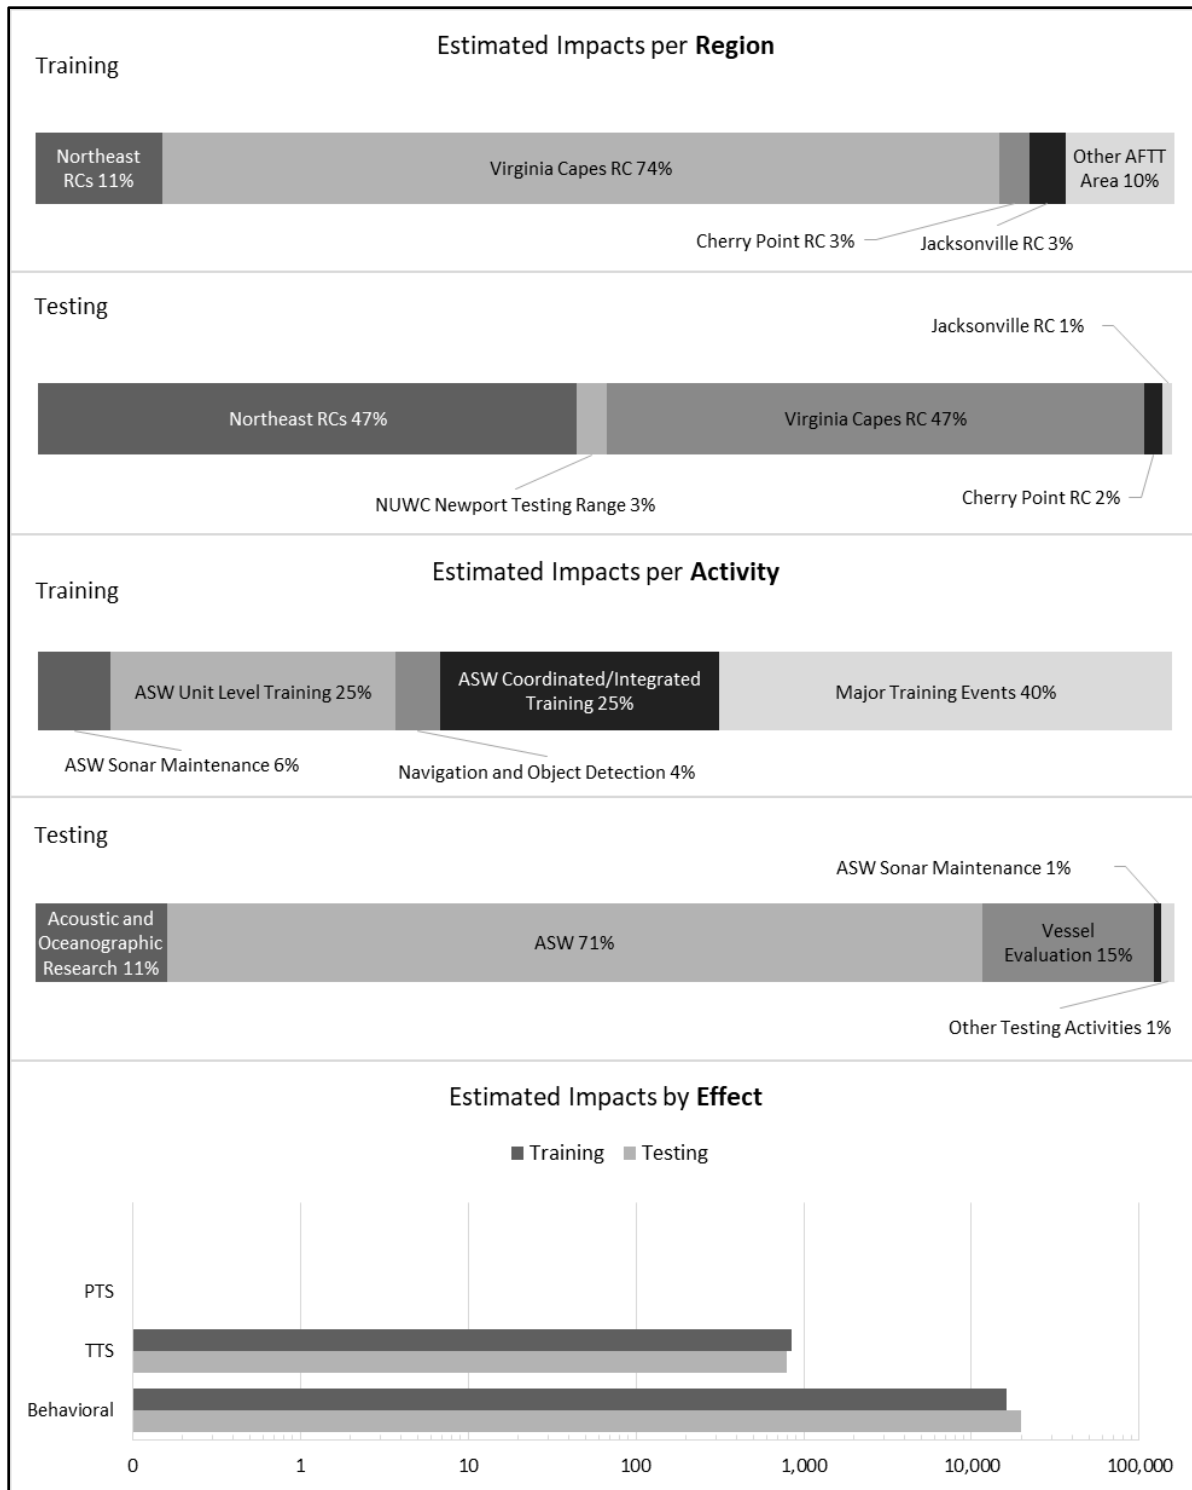 Estimated Impacts per Region
Training
Northeast
RCs 11%
Virginia Capes RC 74%
Other AFTT
Area 10%
Cherry Point RC 3%
Jacksonville RC 3%
Testing
Jacksonville RC 1%
Northeast RCs 47%
Virginia Capes RC 47%
NUWC Newport Testing Range 3%
Cherry Point RC 2%
Estimated Impacts per Activity
Training
ASW Unit Level Training 25%
ASW Coordinated/Integrated
Training 25%
Major Training Events 40%
ASW Sonar Maintenance 6%
Navigation and Object Detection 4%
Testing
ASW Sonar Maintenance 1%
Acoustic and
Oceanographic
Research 11%
ASW 71%
Vessel
Evaluation 15%
Other Testing Activities 1%
Estimated Impacts by Effect
Training Testing
PTS
TTS
Behavioral
0 1 10 100 1,000 10,000 100,000